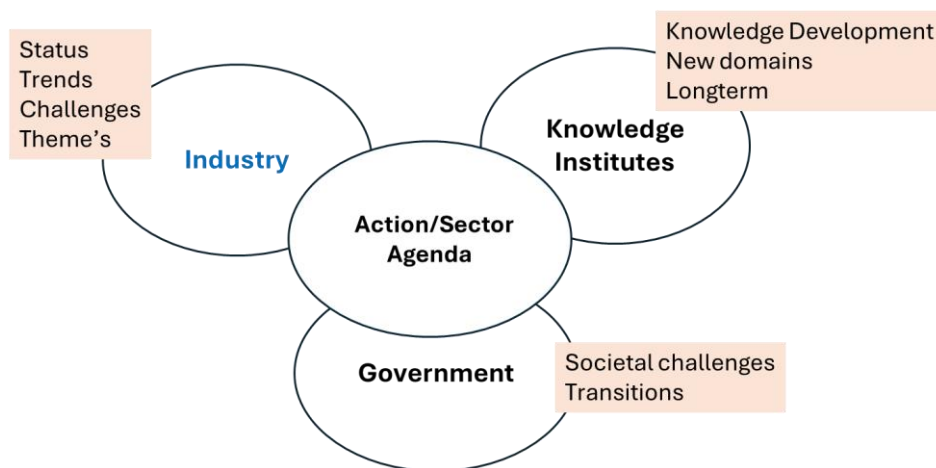 Status
Trends
Challenges
Theme's
Industry
Knowledge Development
New domains
Longterm
Knowledge
Institutes
Action/Sector
Agenda
Government
Societal challenges
Transitions